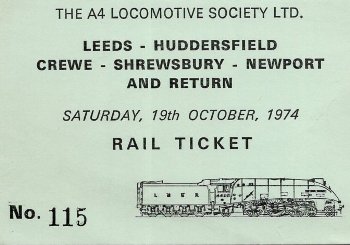 THE A4 LOCOMOTIVE SOCIETY LTD.
LEEDS - HUDDERSFIELD
CREWE - SHREWSBURY - NEWPORT
AND RETURN
SATURDAY, 19th OCTOBER, 1974
RAIL TICKET
L N E R
No. 115